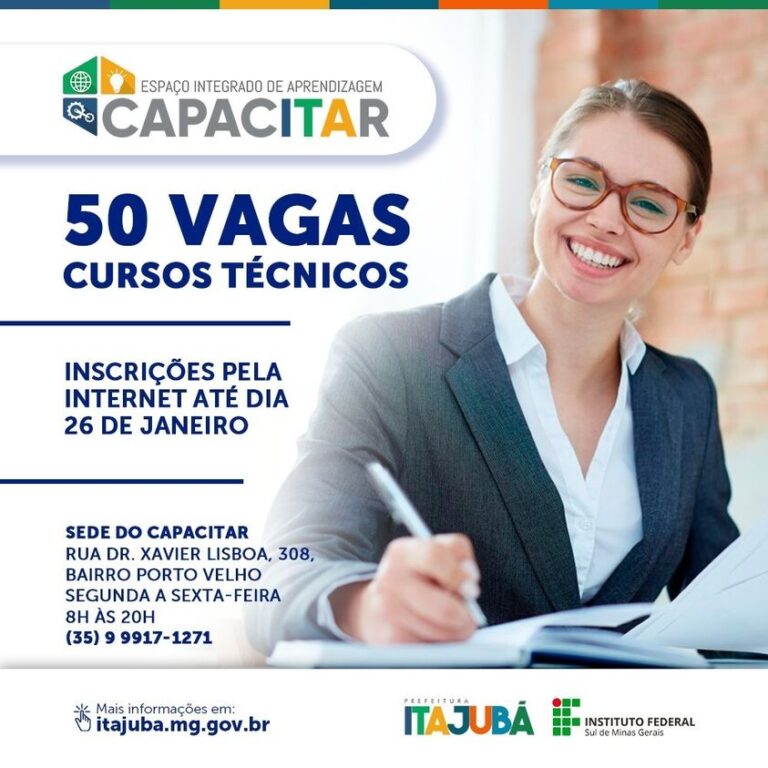 ESPAÇO INTEGRADO DE APRENDIZAGEM
CAPACITAR
50 VAGAS
CURSOS TÉCNICOS
INSCRIÇÕES PELA
INTERNET ATÉ DIA
26 DE JANEIRO
SEDE DO CAPACITAR
RUA DR. XAVIER LISBOA, 308,
BAIRRO PORTO VELHO
SEGUNDA A SEXTA-FEIRA
8H ÀS 20H
(35) 9 9917-1271
Mais informações em:
itajuba.mg.gov.br
PREFEITURA
ITAJUBÁ
INSTITUTO FEDERAL
Sul de Minas Gerais